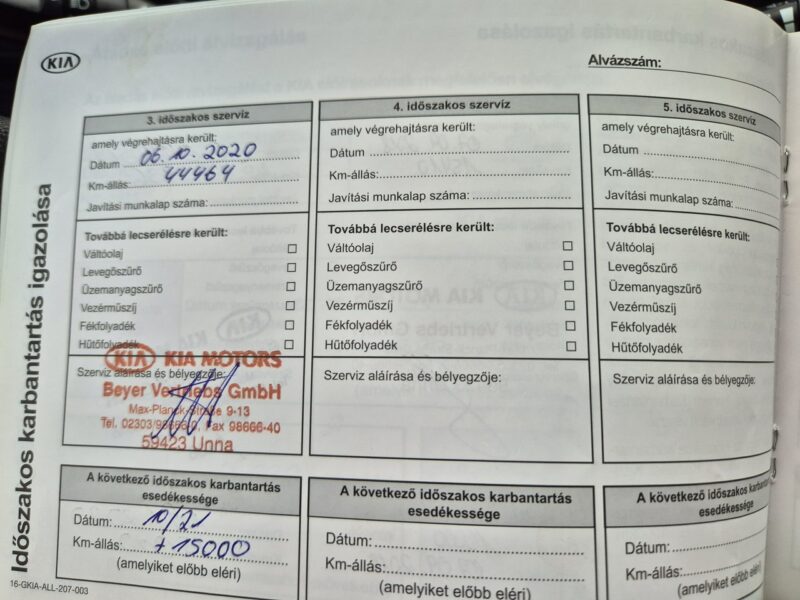 KIA
Alvázszám:
Időszakos karbantartás igazolása
3. időszakos szerviz
amely végrehajtásra került:
Dátum 06.10.2020
Km-állás: 44464
Javítási munkalap száma:
Továbbá lecserélésre került:
Váltóolaj
Levegőszűrő
Üzemanyagszűrő
Vezérműszíj
Fékfolyadék
Hűtőfolyadék
Szerviz aláírása és bélyegzője:
KIA KIA MOTORS
Beyer Vertriebs GmbH
Max-Planck-Straße 9-13
Tel. 02303/98666-0, Fax 98666-40
59423 Unna
A következő időszakos karbantartás
esedékessége
Dátum: 10/21
Km-állás: + 15000
(amelyiket előbb eléri)
4. időszakos szerviz
amely végrehajtásra került:
Dátum
Km-állás:
Javítási munkalap száma:
Továbbá lecserélésre került:
Váltóolaj
Levegőszűrő
Üzemanyagszűrő
Vezérműszíj
Fékfolyadék
Hűtőfolyadék
Szerviz aláírása és bélyegzője:
A következő időszakos karbantartás
esedékessége
Dátum:
Km-állás:
(amelyiket előbb eléri)
5. időszakos szerviz
amely végrehajtásra került:
Dátum
Km-állás:
Javítási munkalap száma:
Továbbá lecserélésre került:
Váltóolaj
Levegőszűrő
Üzemanyagszűrő
Vezérműszíj
Fékfolyadék
Hűtőfolyadék
Szerviz aláírása és bélyegzője:
A következő időszakos karbantartás
esedékessége
Dátum:
Km-állás:
(amelyiket előbb eléri)
16-GKIA-ALL-207-003